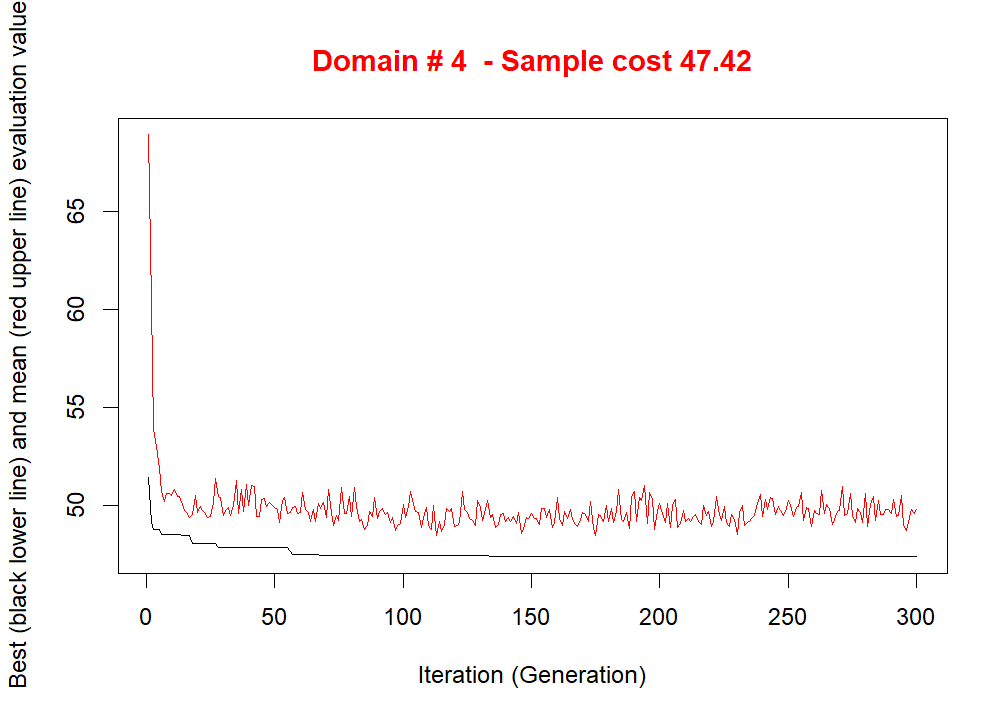 Domain # 4  - Sample cost 47.42
Best (black lower line) and mean (red upper line) evaluation value
65
60
55
50
0 50 100 150 200 250 300
Iteration (Generation)